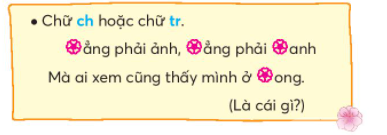 • Chữ ch hoặc chữ tr.
ẳng phải ảnh, ẳng phải anh
Mà ai xem cũng thấy mình ở ong.
(Là cái gì?)